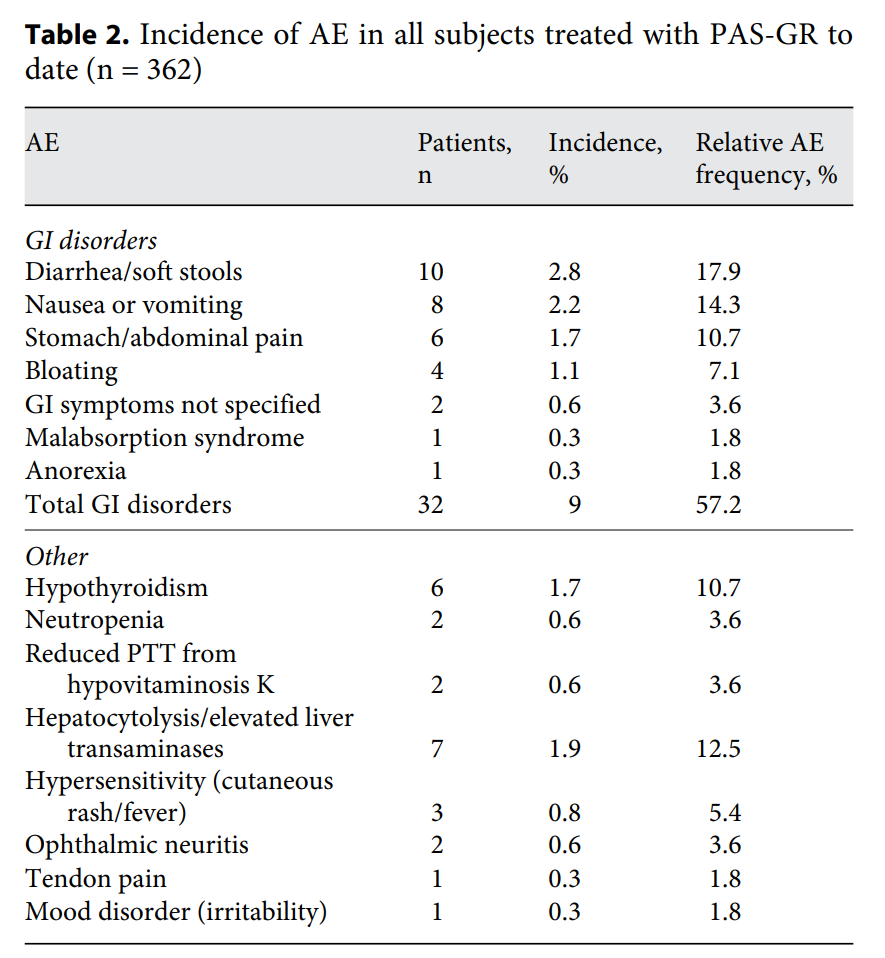 Table 2. Incidence of AE in all subjects treated with PAS-GR to
date (n = 362)
AE Patients, Incidence, Relative AE
n % frequency, %
GI disorders
Diarrhea/soft stools 10 2.8 17.9
Nausea or vomiting 8 2.2 14.3
Stomach/abdominal pain 6 1.7 10.7
Bloating 4 1.1 7.1
GI symptoms not specified 2 0.6 3.6
Malabsorption syndrome 1 0.3 1.8
Anorexia 1 0.3 1.8
Total GI disorders 32 9 57.2
Other
Hypothyroidism 6 1.7 10.7
Neutropenia 2 0.6 3.6
Reduced PTT from
hypovitaminosis K 2 0.6 3.6
Hepatocytolysis/elevated liver
transaminases 7 1.9 12.5
Hypersensitivity (cutaneous
rash/fever) 3 0.8 5.4
Ophthalmic neuritis 2 0.6 3.6
Tendon pain 1 0.3 1.8
Mood disorder (irritability) 1 0.3 1.8